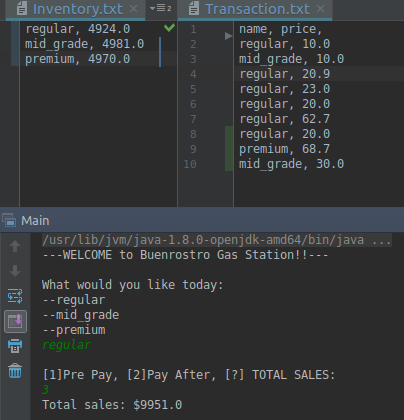 Inventory.txt
regular, 4924.0
mid_grade, 4981.0
premium, 4970.0
Transaction.txt
1 name, price,
2 regular, 10.0
3 mid_grade, 10.0
4 regular, 20.9
5 regular, 23.0
6 regular, 20.0
7 regular, 62.7
8 regular, 20.0
9 premium, 68.7
10 mid_grade, 30.0
Main
/usr/lib/jvm/java-1.8.0-openjdk-amd64/bin/java ...
---WELCOME to Buenrostro Gas Station!!---
What would you like today:
--regular
--mid_grade
--premium
regular
[1]Pre Pay, [2]Pay After, [?] TOTAL SALES:
3
Total sales: $9951.0